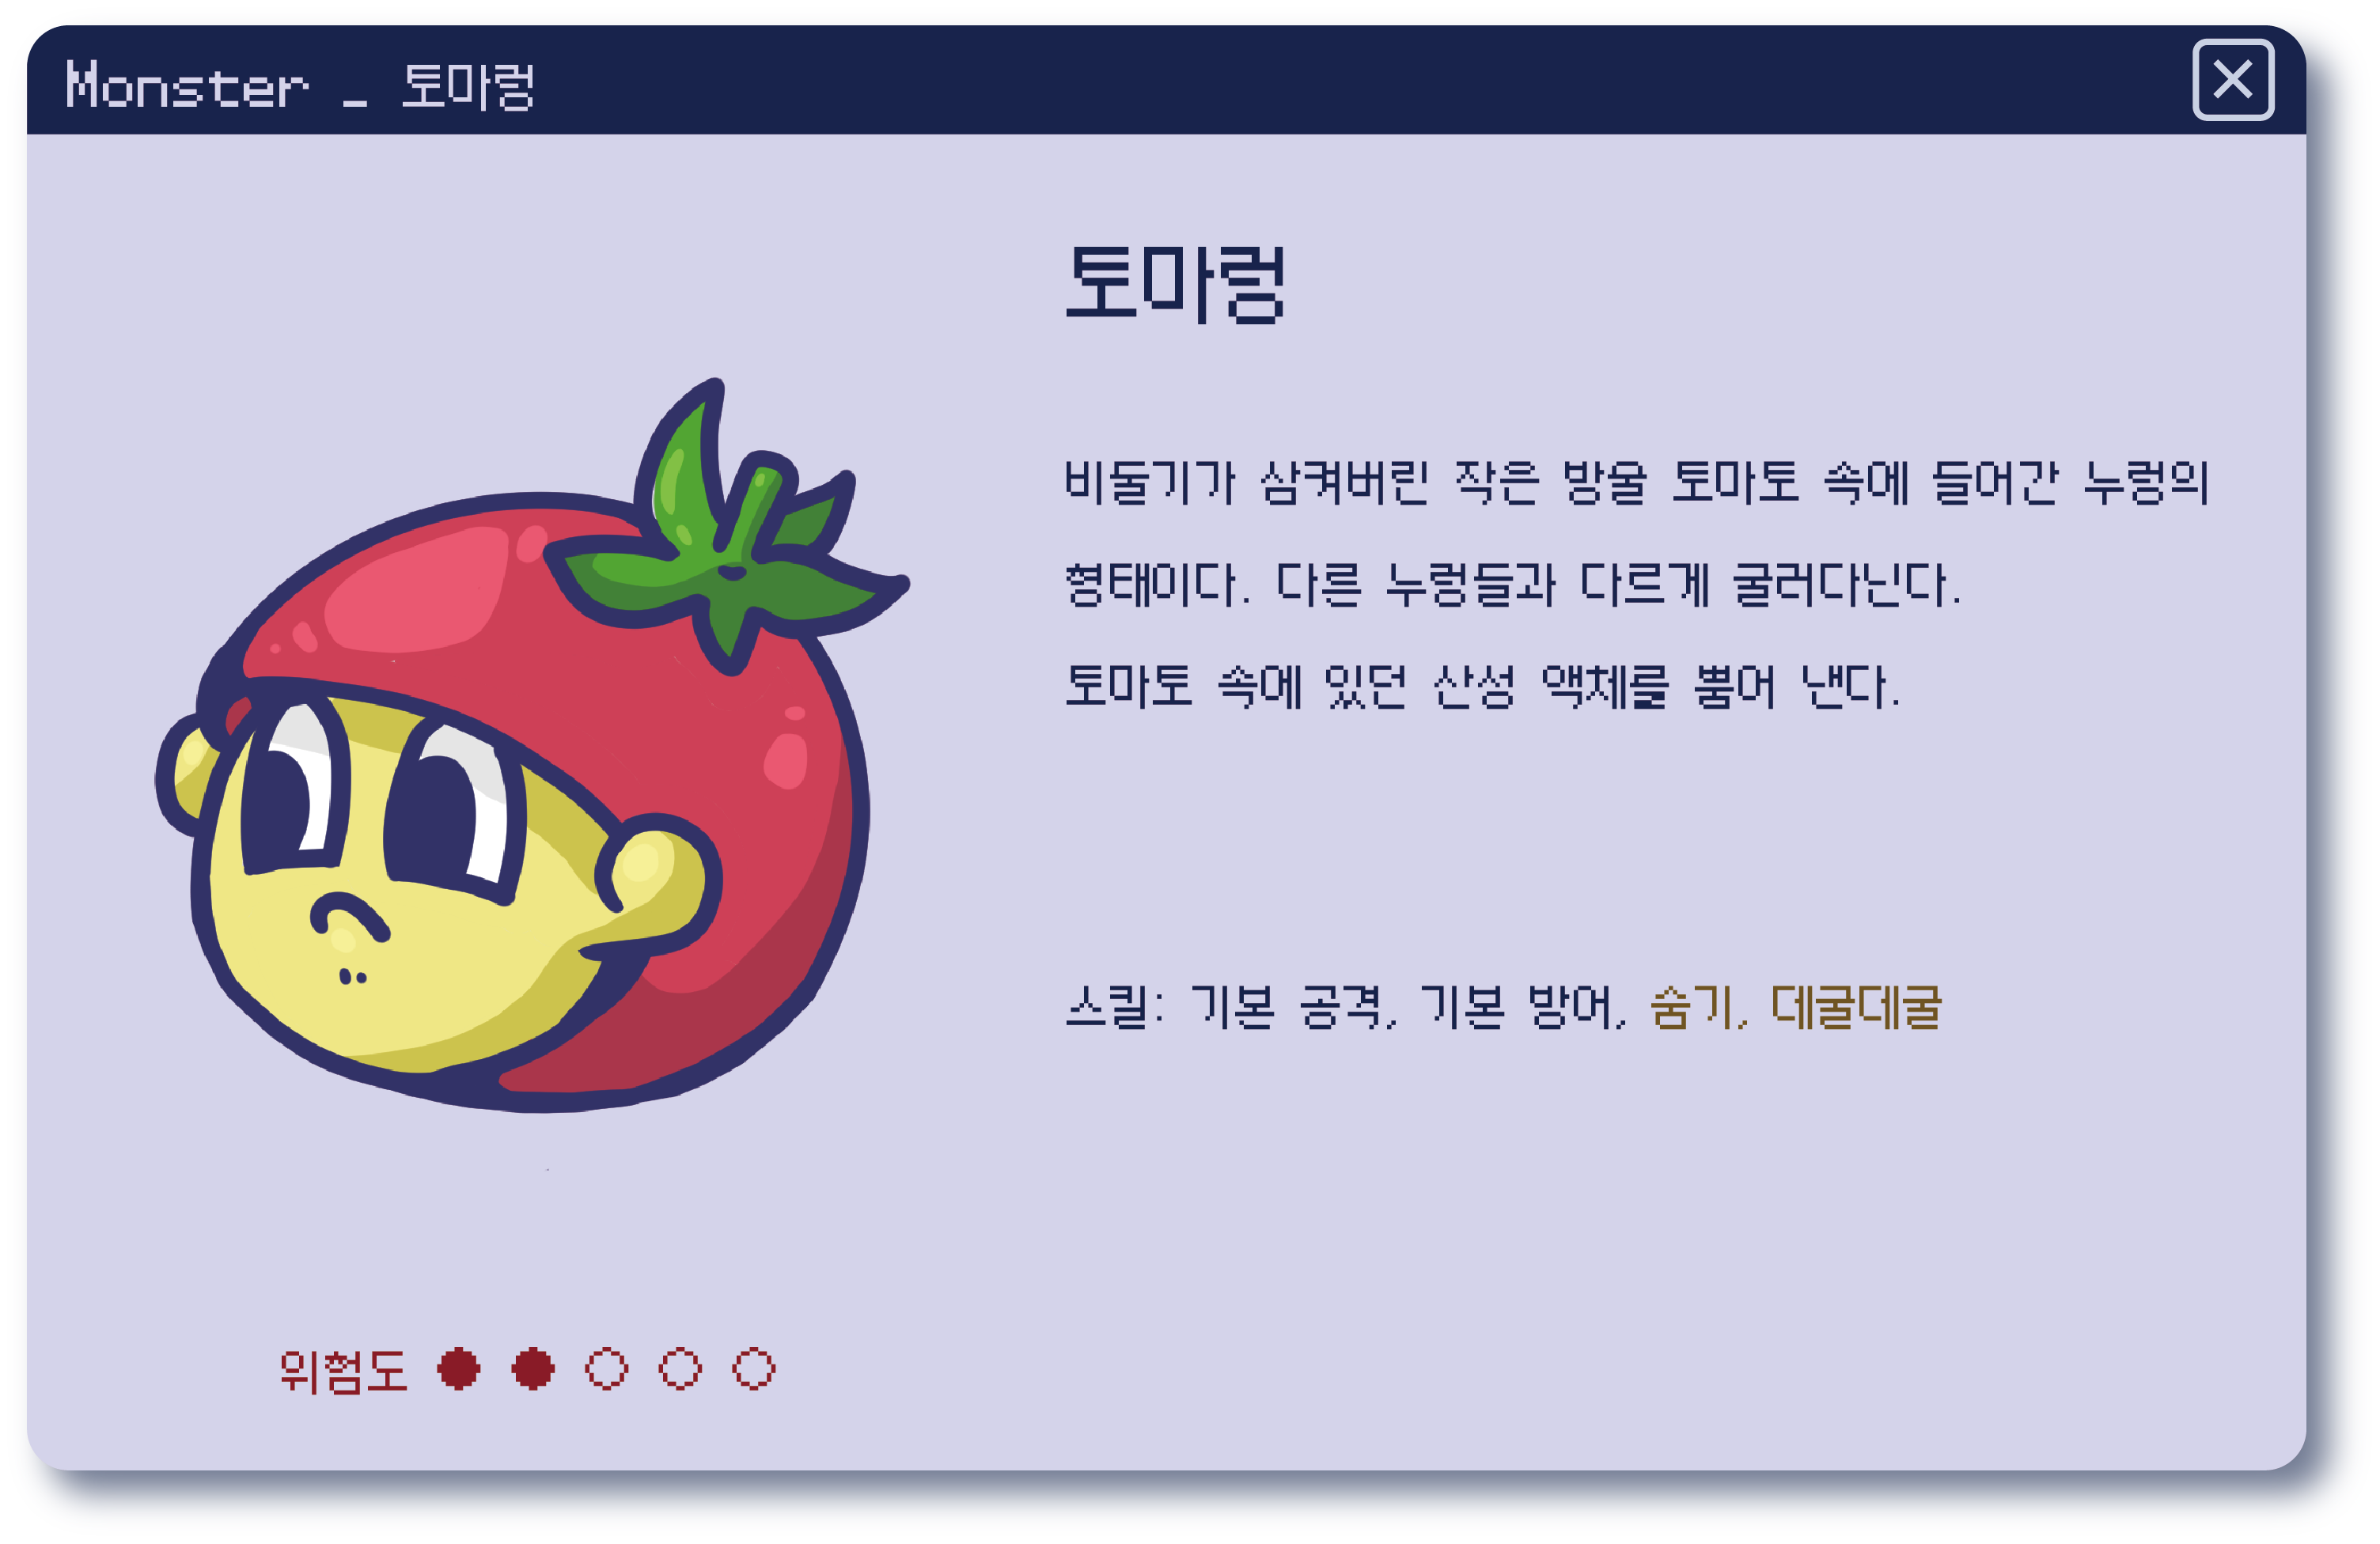 Monster _ 토마렁
토마렁
비둘기가 삼켜버린 작은 방울 토마토 속에 들어간 누렁의
형태이다. 다른 누렁들과 다르게 굴러다닌다.
토마토 속에 있던 산성 액체를 뿜어 낸다.
스킬: 기본 공격, 기본 방어, 숨기, 데굴데굴
위험도 ● ● ○ ○ ○